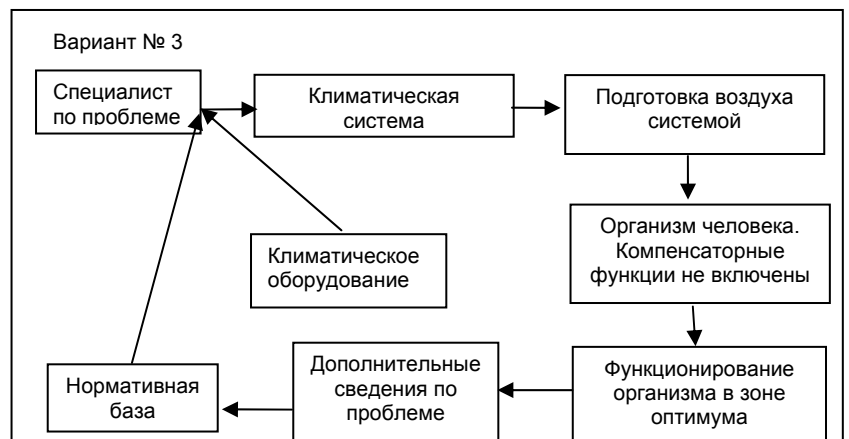 Вариант № 3
Специалист
по проблеме
Климатическая
система
Подготовка воздуха
системой
Организм человека.
Компенсаторные
функции не включены
Климатическое
оборудование
Функционирование
организма в зоне
оптимума
Дополнительные
сведения по
проблеме
Нормативная
база